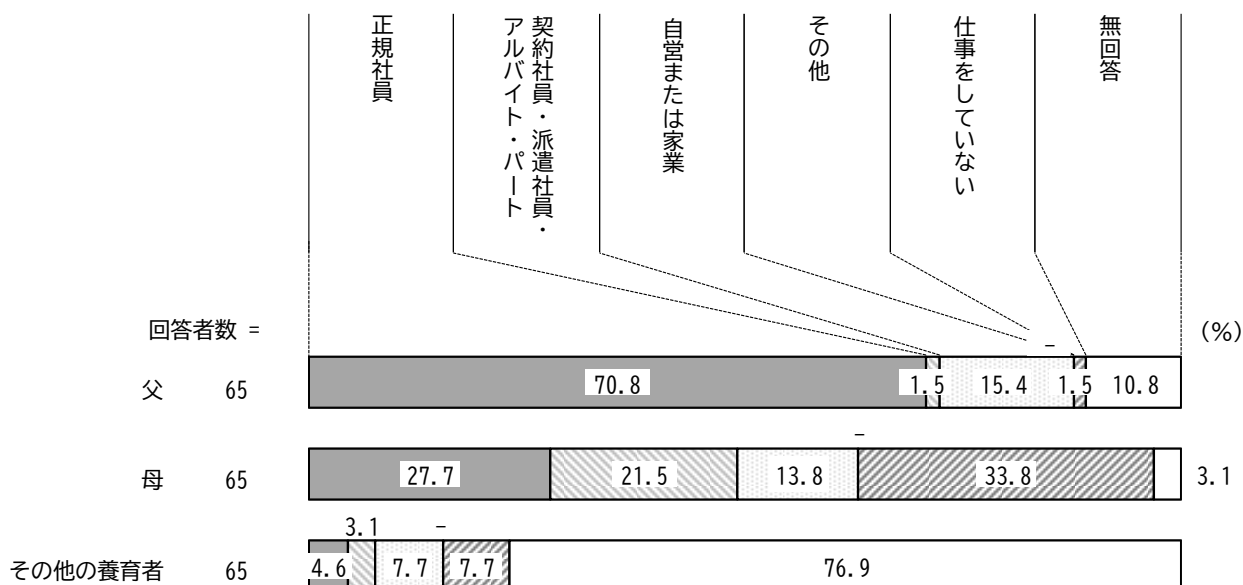 正規社員
契約社員・派遣社員・
アルバイト・パート
自営または家業
その他
仕事をしていない
無回答
回答者数 =
(%)
–
父 65 70.8 1.5 15.4 1.5 10.8
–
母 65 27.7 21.5 13.8 33.8 3.1
3.1 –
その他の養育者 65 4.6 7.7 7.7 76.9